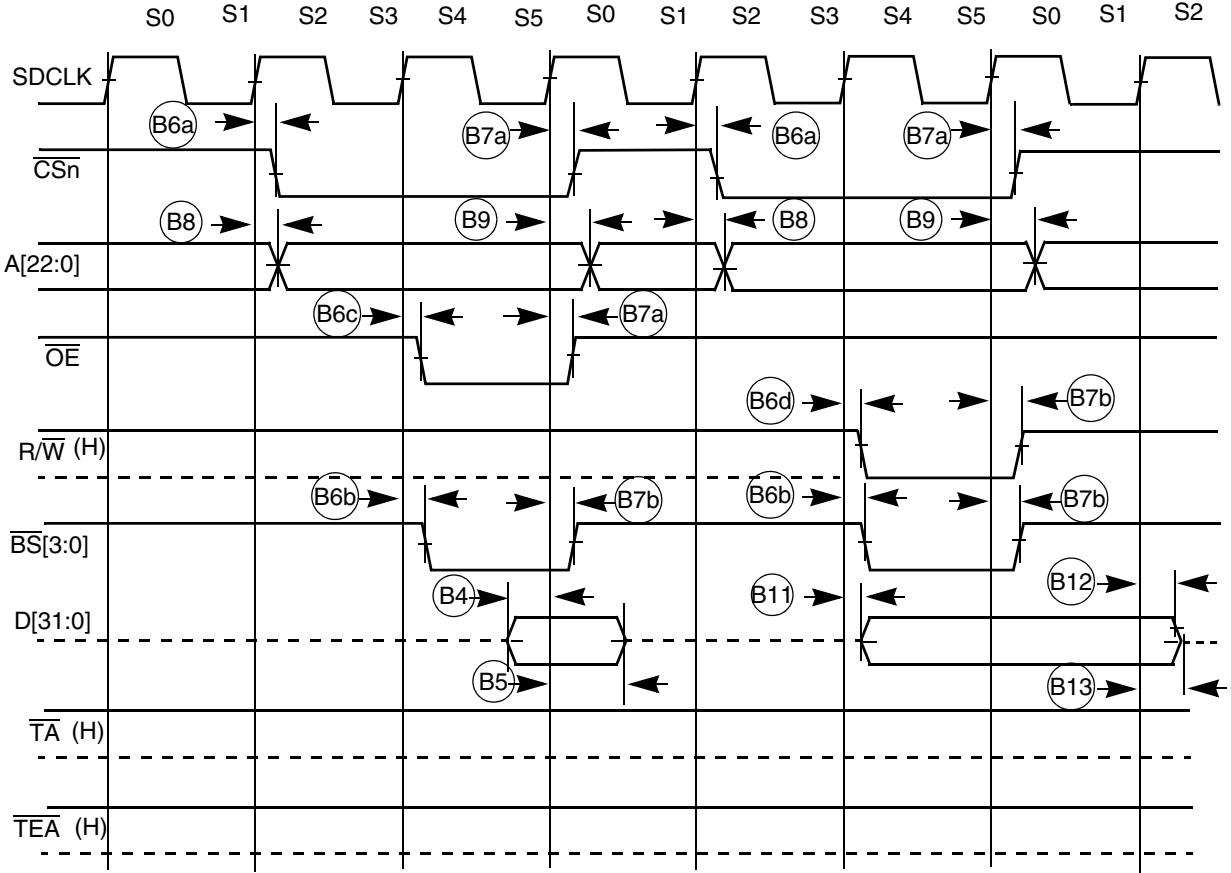 S0 S1 S2 S3 S4 S5 S0 S1 S2 S3 S4 S5 S0 S1 S2
SDCLK
B6a B7a B6a B7a
CSn
B8 B9 B8 B9
A[22:0]
B6c B7a
OE
B6d B7b
R/W (H)
B6b B7b B6b B7b
BS[3:0]
B4 B11 B12
D[31:0]
B5 B13
TA (H)
TEA (H)